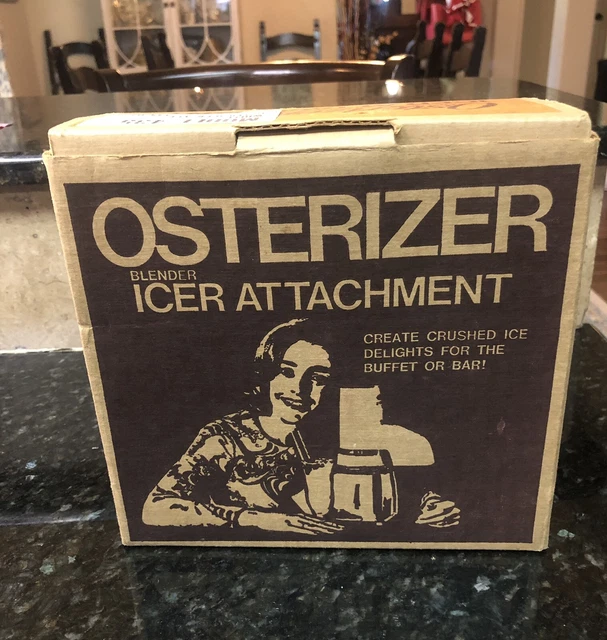 OSTERIZER
BLENDER
ICER ATTACHMENT
CREATE CRUSHED ICE
DELIGHTS FOR THE
BUFFET OR BAR!